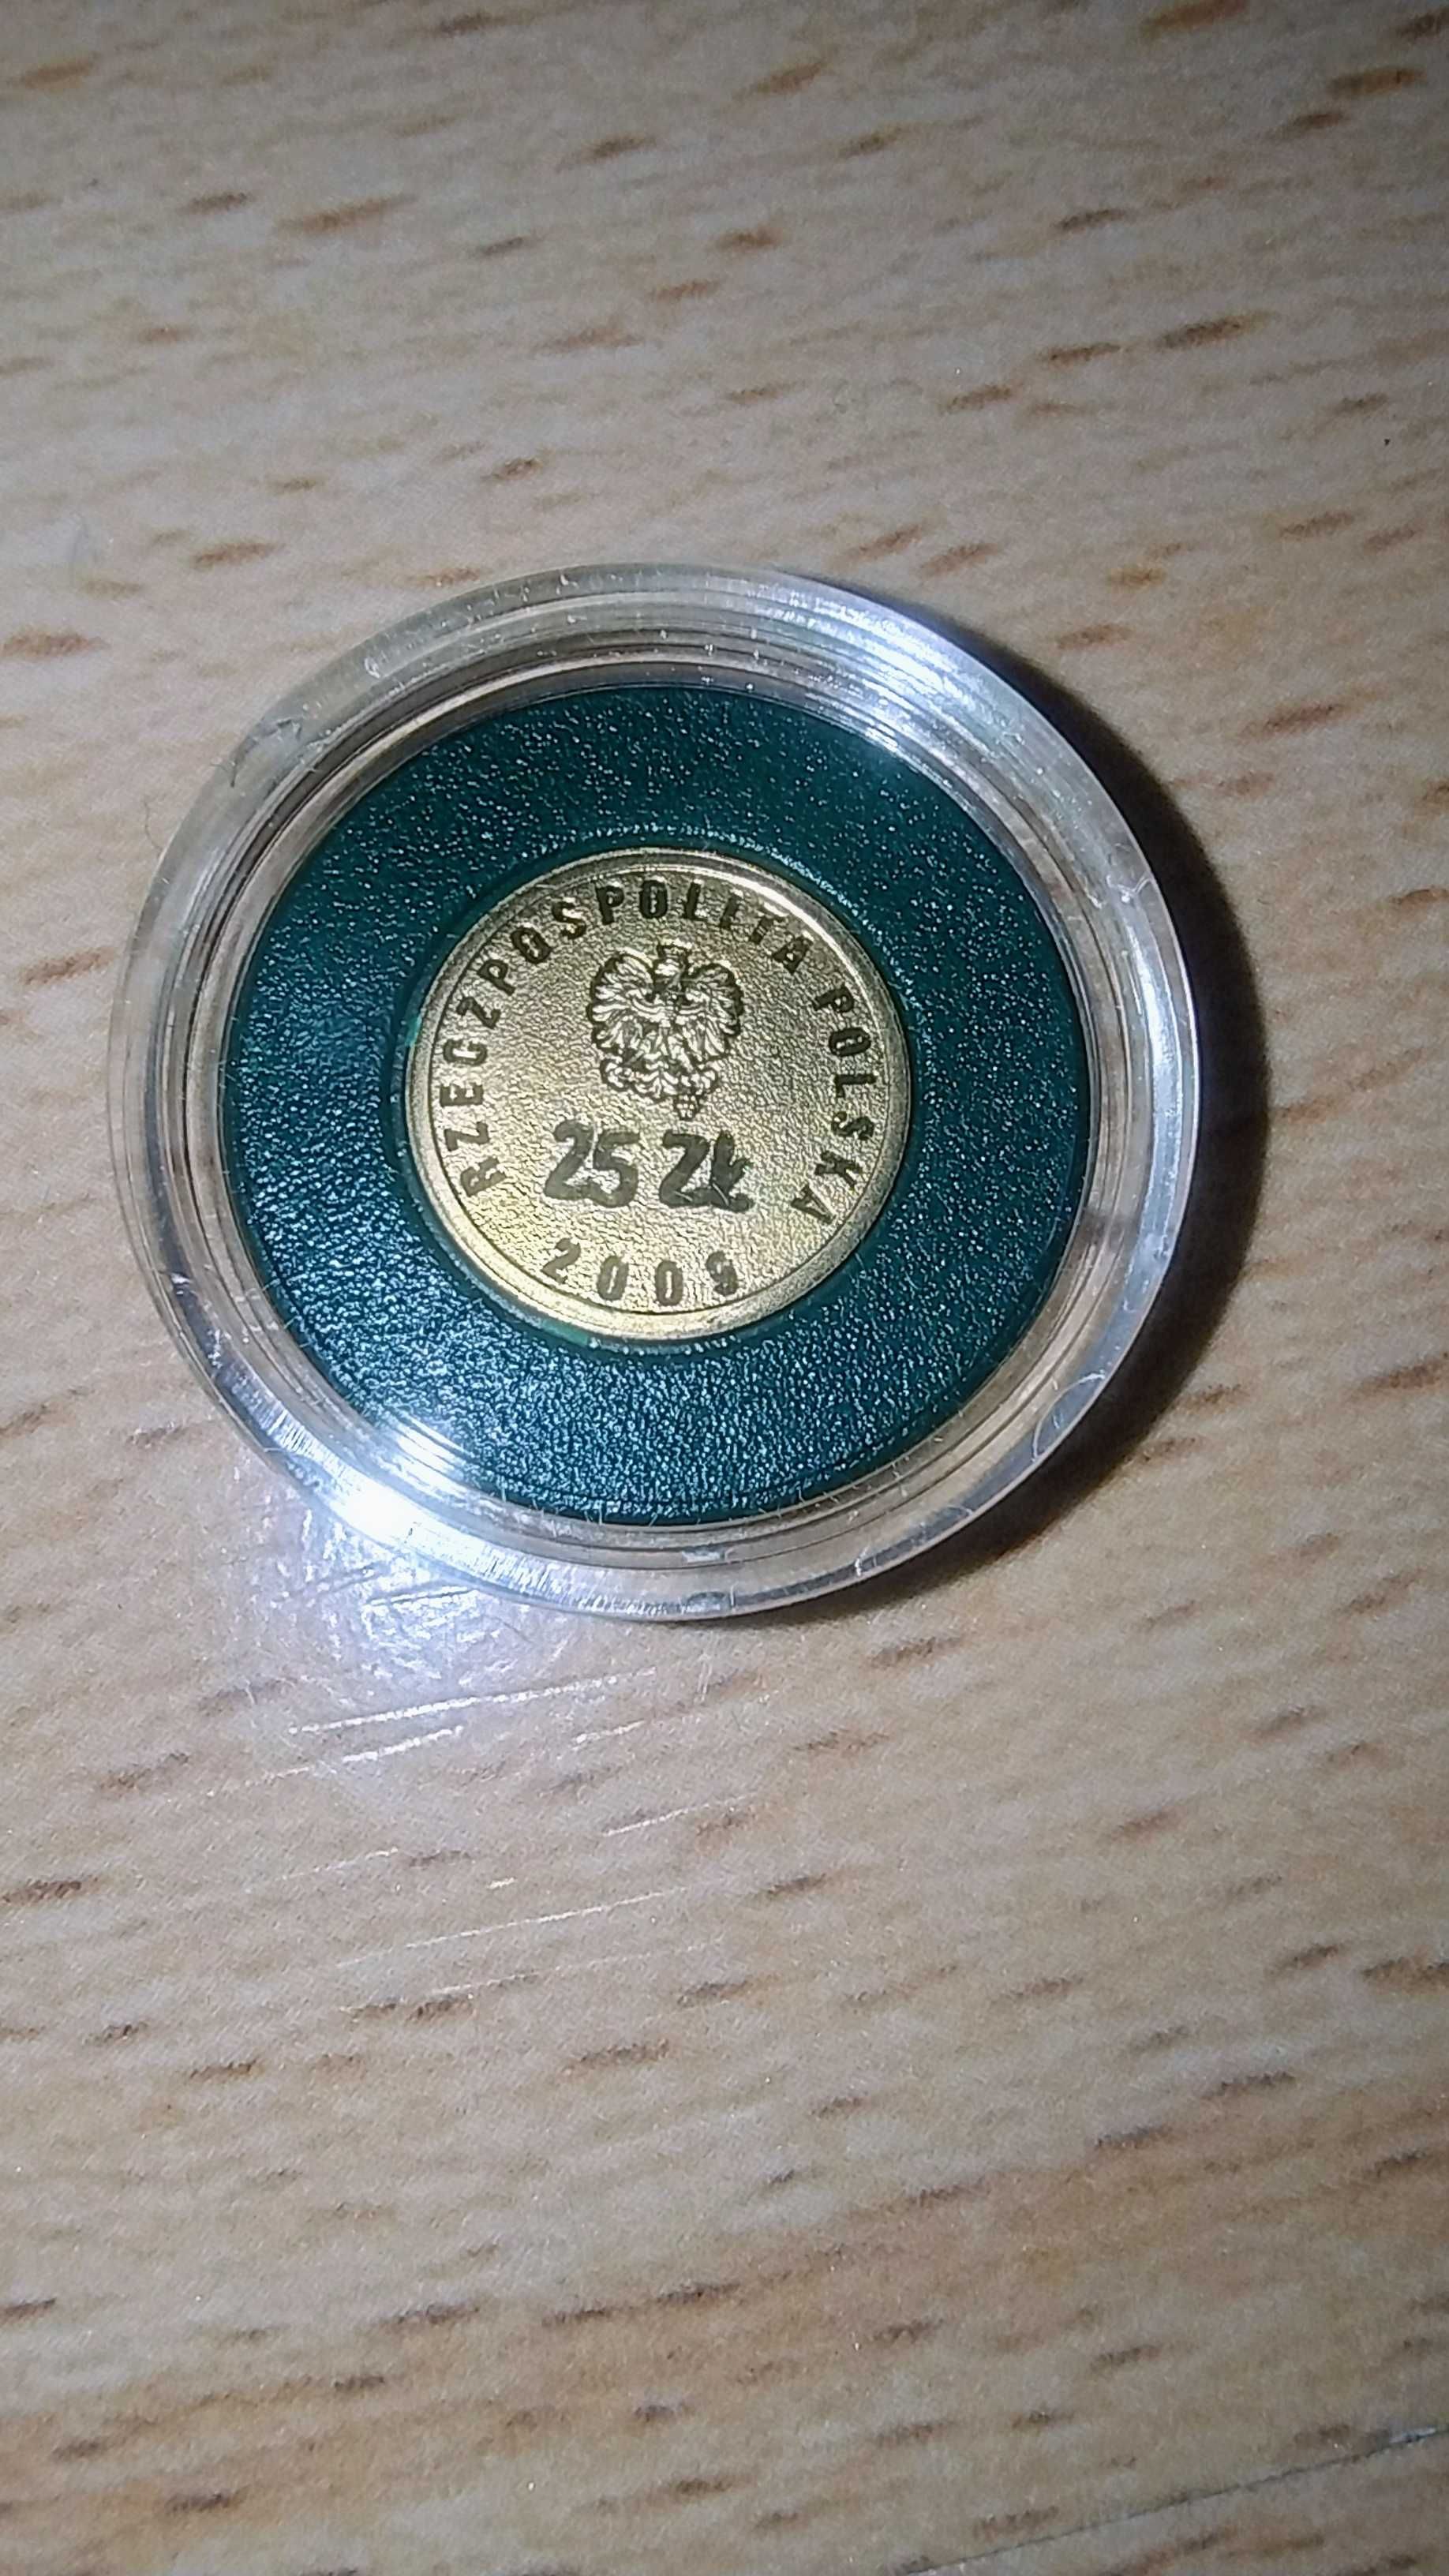 RZECZPOSPOLITA POLSKA
25 ZŁ
2009